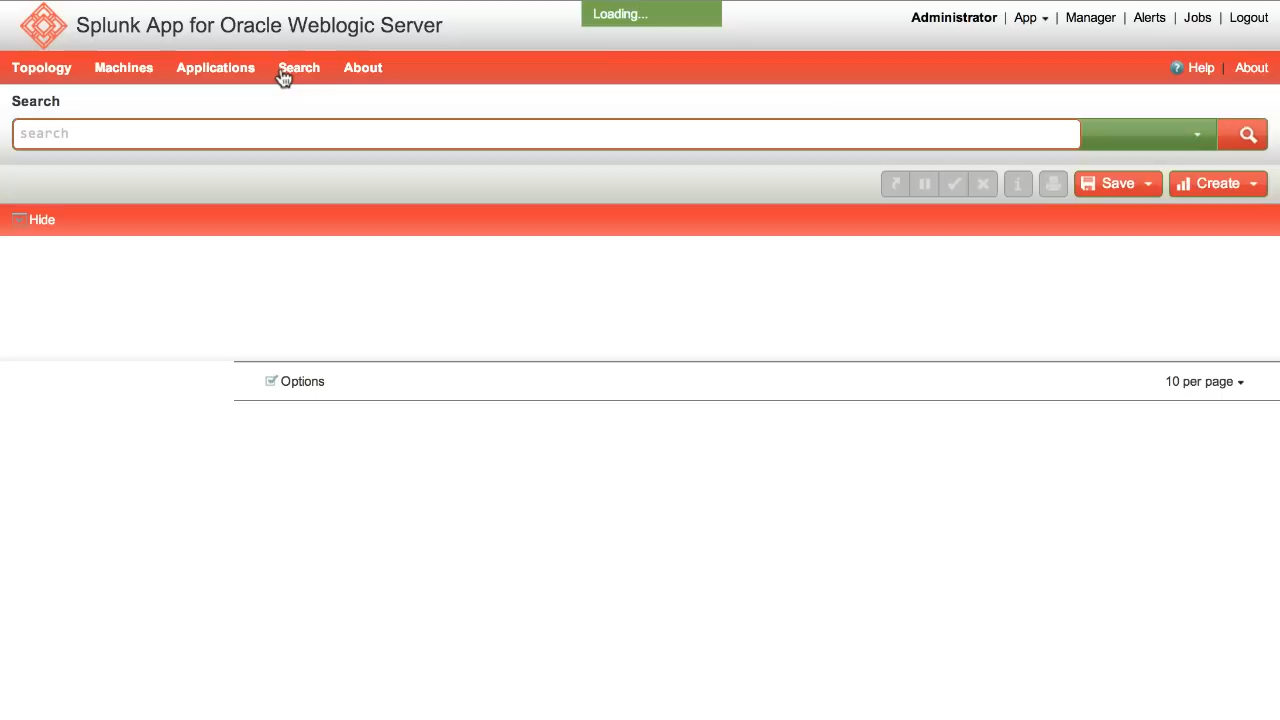 Splunk App for Oracle Weblogic Server
Loading...
Administrator | App | Manager | Alerts | Jobs | Logout
Topology Machines Applications Search About
Help | About
Search
search
Save Create
Hide
Options 10 per page